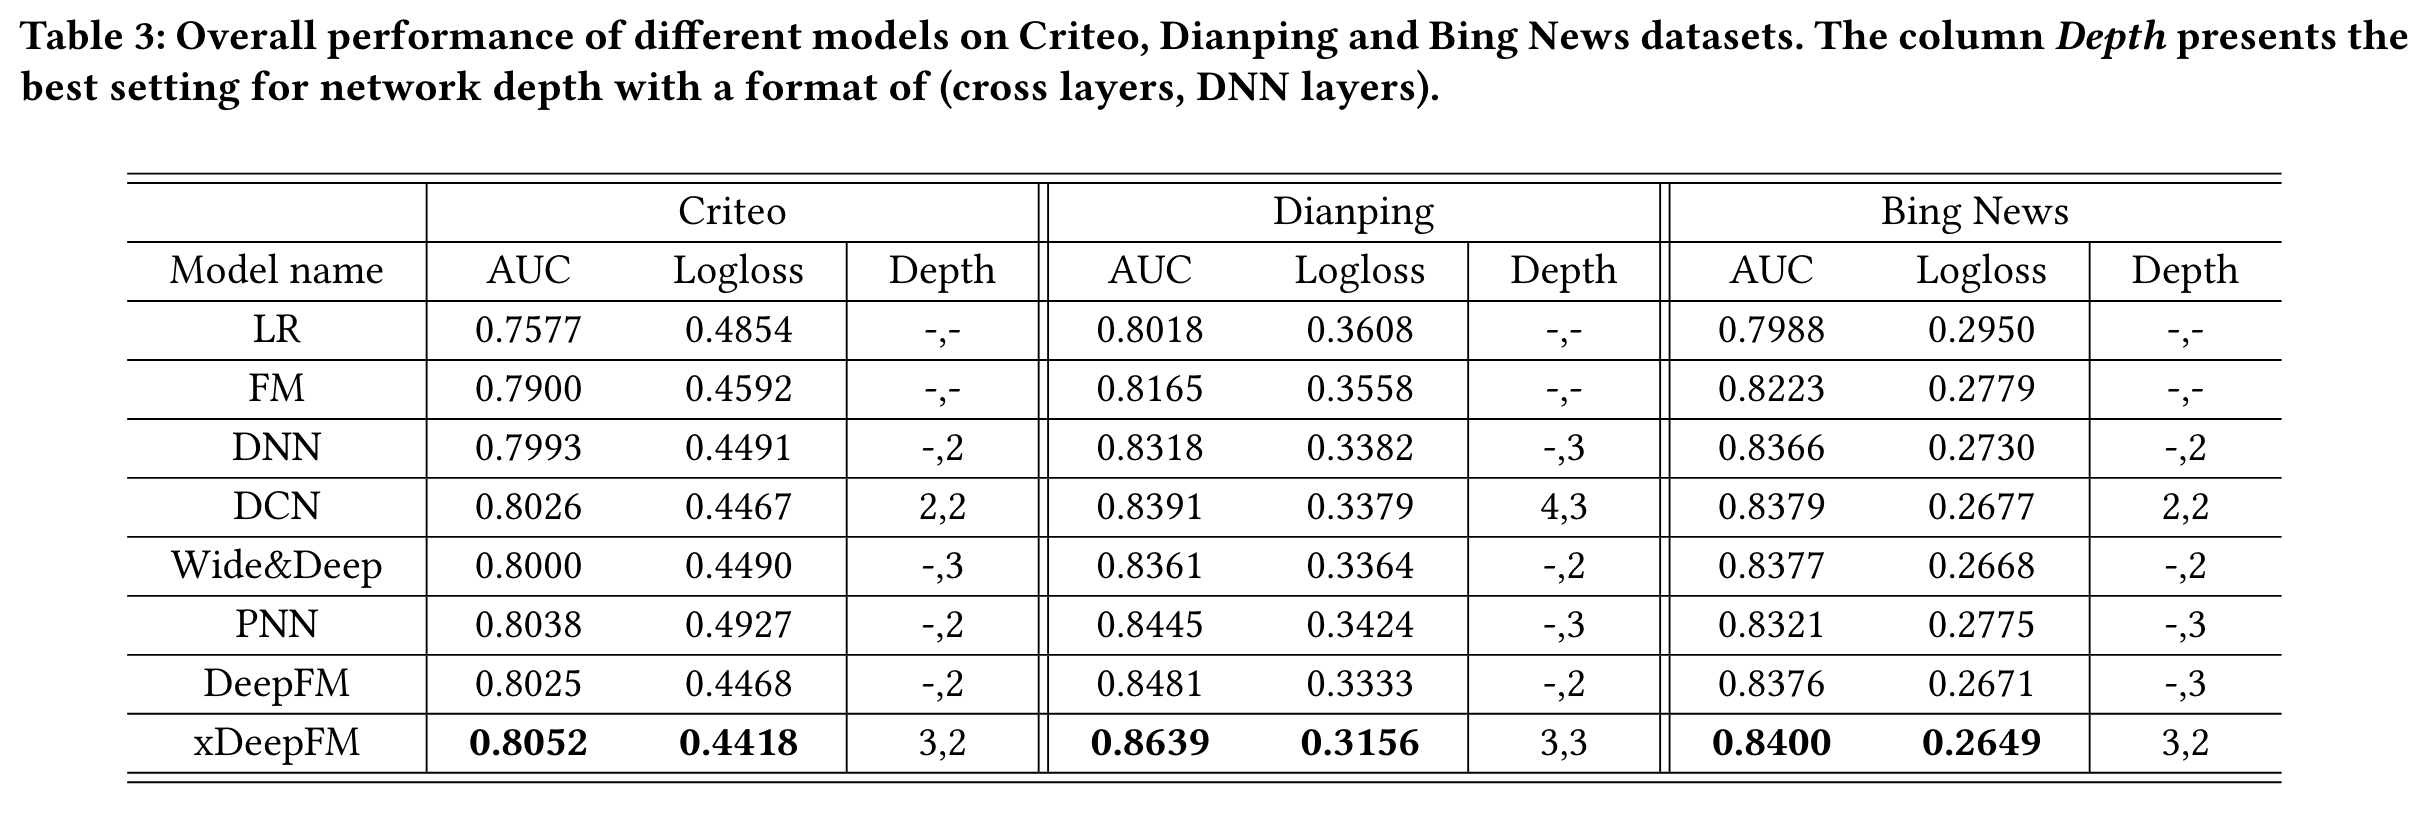 Table 3: Overall performance of different models on Criteo, Dianping and Bing News datasets. The column Depth presents the
best setting for network depth with a format of (cross layers, DNN layers).
Criteo Dianping Bing News
Model name AUC Logloss Depth AUC Logloss Depth AUC Logloss Depth
LR 0.7577 0.4854 -,- 0.8018 0.3608 -,- 0.7988 0.2950 -,-
FM 0.7900 0.4592 -,- 0.8165 0.3558 -,- 0.8223 0.2779 -,-
DNN 0.7993 0.4491 -,2 0.8318 0.3382 -,3 0.8366 0.2730 -,2
DCN 0.8026 0.4467 2,2 0.8391 0.3379 4,3 0.8379 0.2677 2,2
Wide&Deep 0.8000 0.4490 -,3 0.8361 0.3364 -,2 0.8377 0.2668 -,2
PNN 0.8038 0.4927 -,2 0.8445 0.3424 -,3 0.8321 0.2775 -,3
DeepFM 0.8025 0.4468 -,2 0.8481 0.3333 -,2 0.8376 0.2671 -,3
xDeepFM 0.8052 0.4418 3,2 0.8639 0.3156 3,3 0.8400 0.2649 3,2